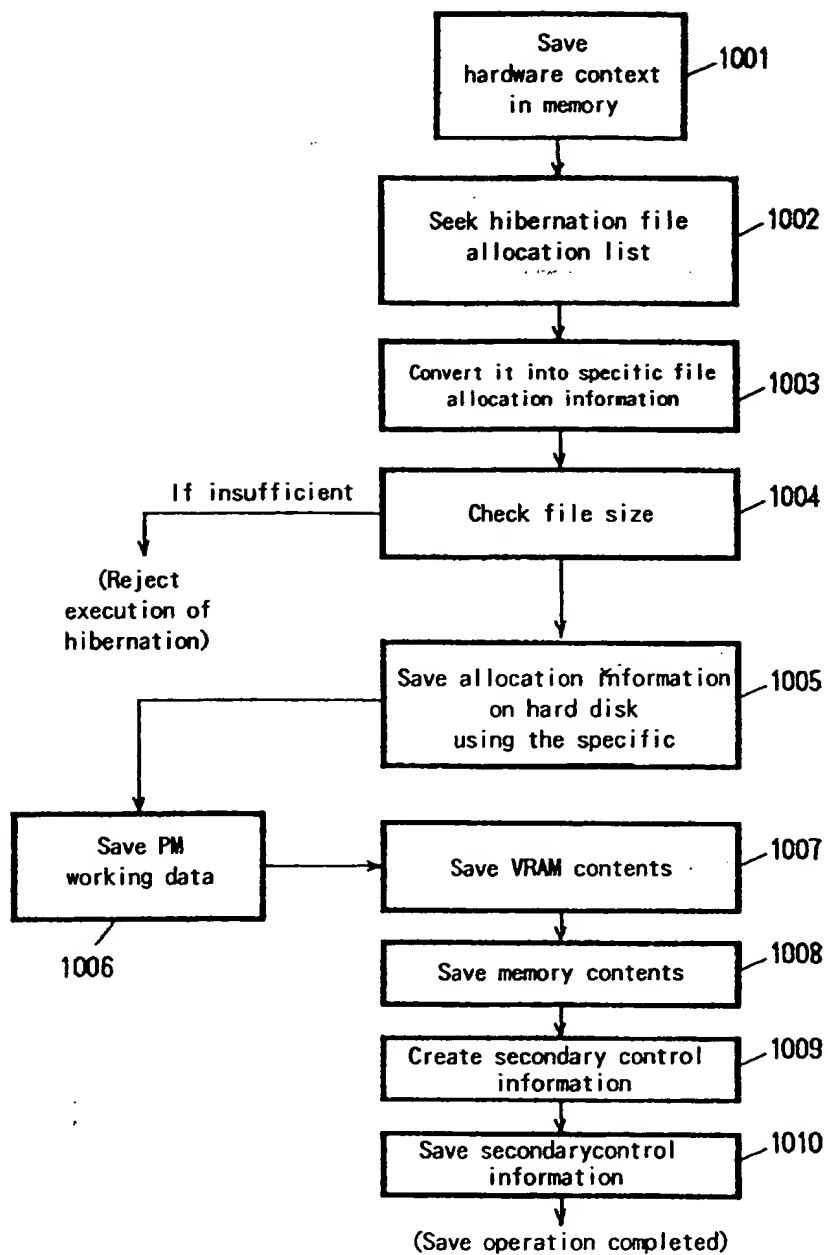 Save
hardware context
in memory
1001
Seek hibernation file
allocation list
1002
Convert it into specific file
allocation information
1003
If insufficient
Check file size
1004
(Reject
execution of
hibernation)
Save allocation information
on hard disk
using the specific
1005
Save PM
working data
1006
Save VRAM contents
1007
Save memory contents
1008
Create secondary control
information
1009
Save secondarycontrol
information
1010
(Save operation completed)